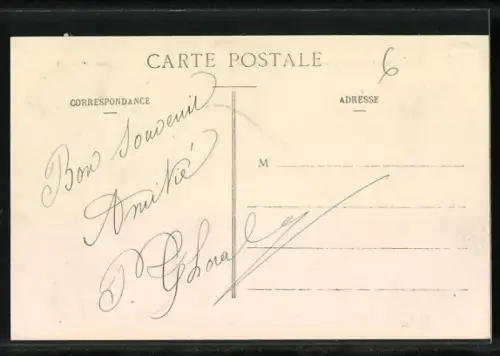 CARTE POSTALE
6
CORRESPONDANCE
ADRESSE
Bon Souvenir
Amitié
M
P.